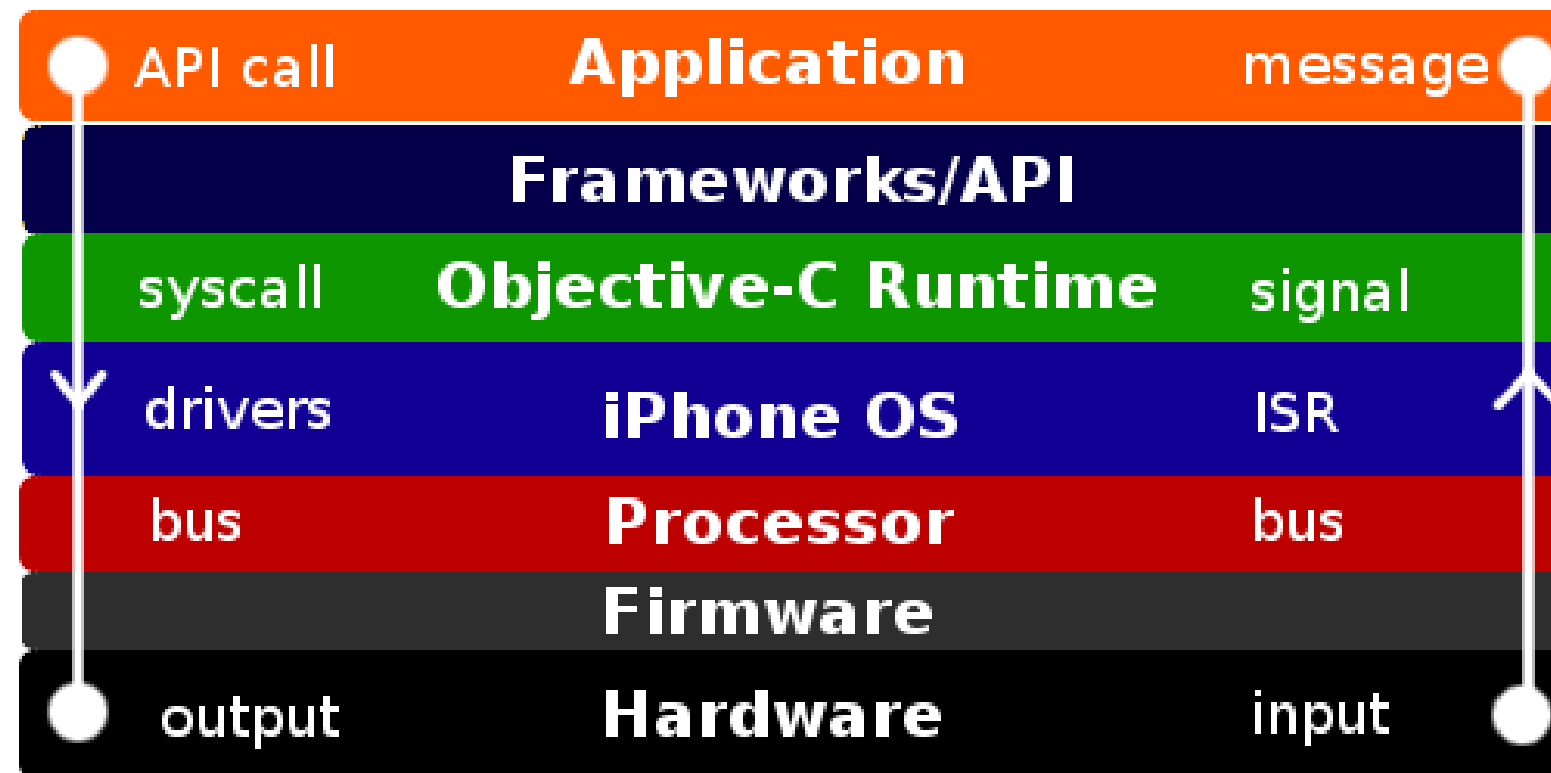 API call Application message
Frameworks/API
syscall Objective-C Runtime signal
drivers iPhone OS ISR
bus Processor bus
Firmware
output Hardware input